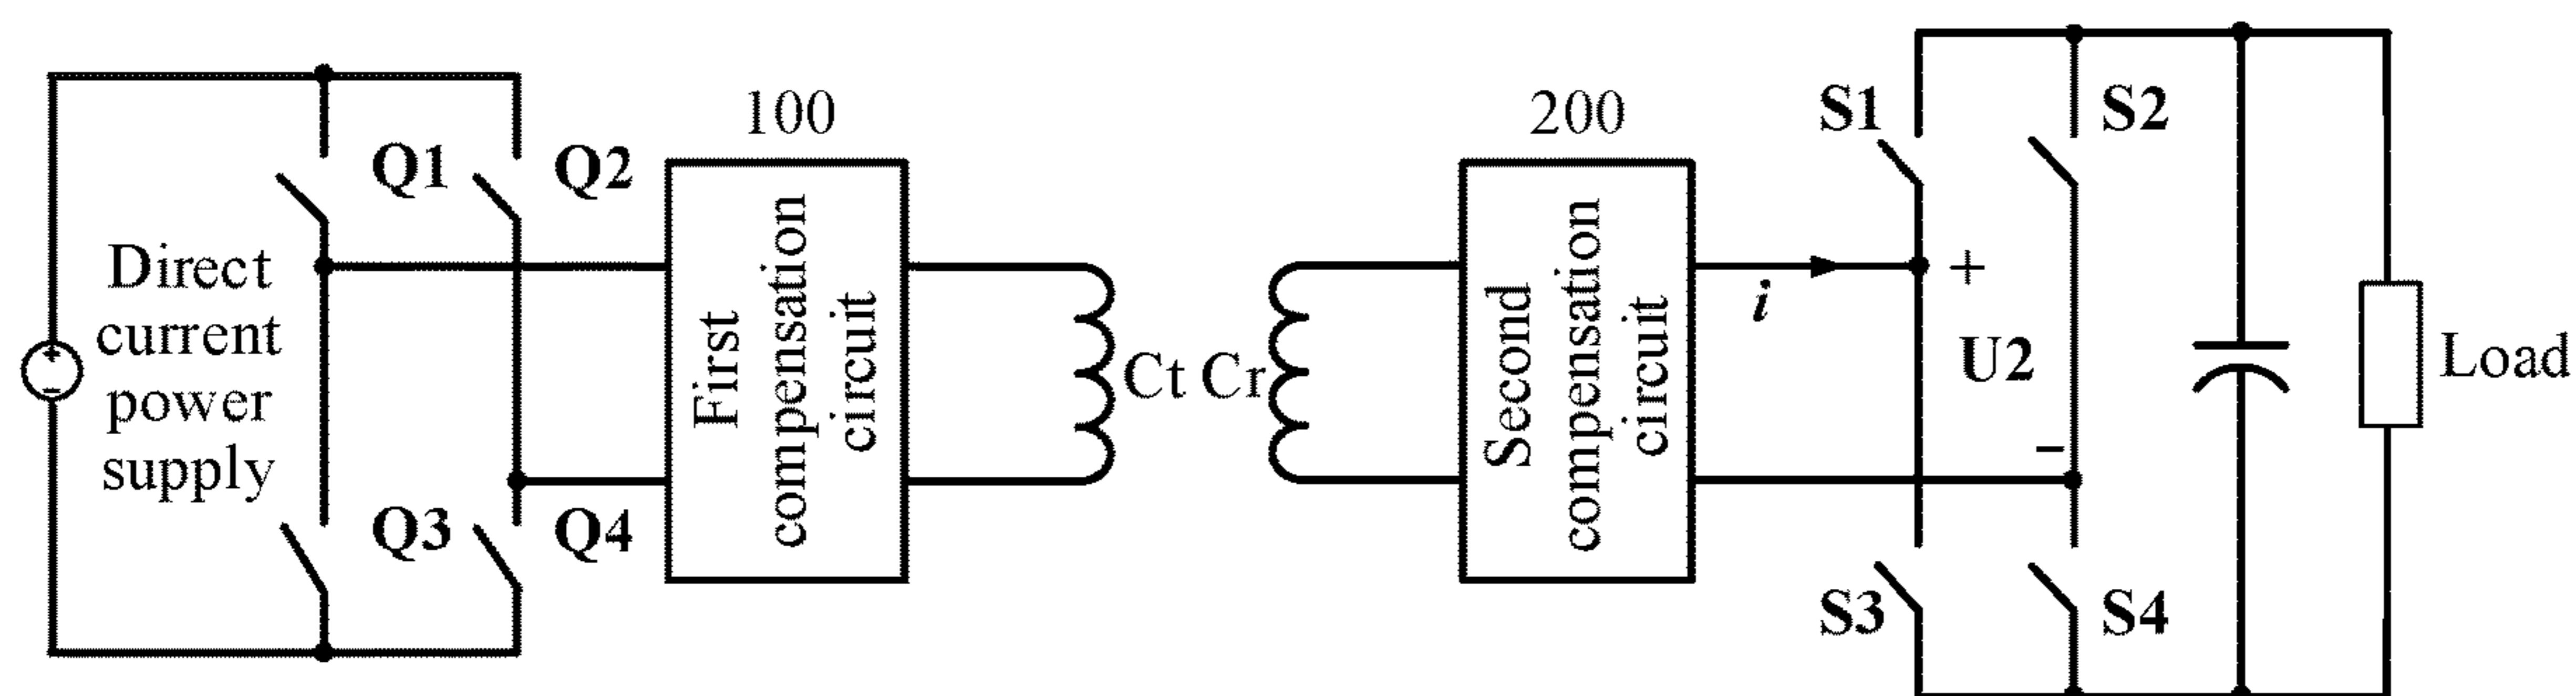 Direct
current
power
supply
+
-
Q1
Q2
Q3
Q4
100
First
compensation
circuit
Ct
Cr
200
Second
compensation
circuit
i
S1
S2
+
U2
-
S3
S4
Load